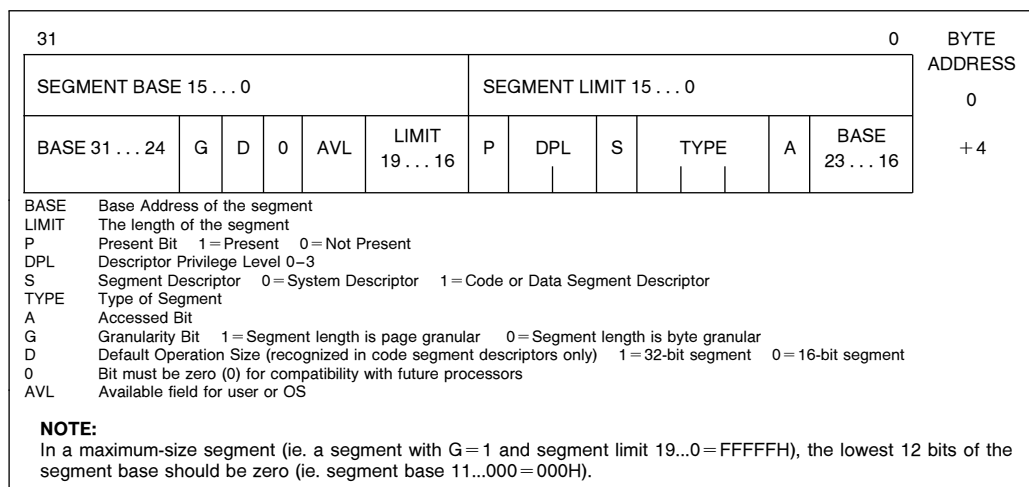 31 0 BYTE
ADDRESS
SEGMENT BASE 15 . . . 0 SEGMENT LIMIT 15 . . . 0 0
BASE 31 . . . 24 G D 0 AVL LIMIT 19 . . . 16 P DPL S TYPE A BASE 23 . . . 16 +4
BASE Base Address of the segment
LIMIT The length of the segment
P Present Bit 1=Present 0=Not Present
DPL Descriptor Privilege Level 0–3
S Segment Descriptor 0=System Descriptor 1=Code or Data Segment Descriptor
TYPE Type of Segment
A Accessed Bit
G Granularity Bit 1=Segment length is page granular 0=Segment length is byte granular
D Default Operation Size (recognized in code segment descriptors only) 1=32-bit segment 0=16-bit segment
0 Bit must be zero (0) for compatibility with future processors
AVL Available field for user or OS
NOTE:
In a maximum-size segment (ie. a segment with G=1 and segment limit 19...0=FFFFFH), the lowest 12 bits of the
segment base should be zero (ie. segment base 11...000=000H).